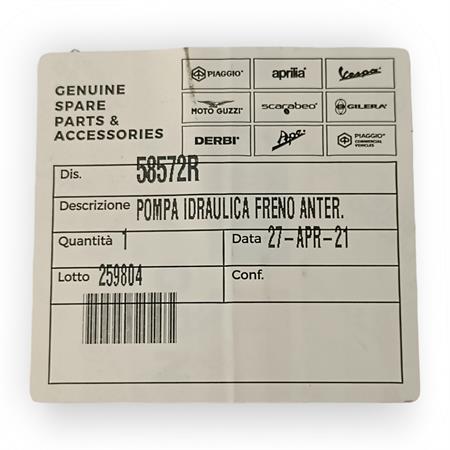 GENUINE
SPARE
PARTS &
ACCESSORIES
PIAGGIO
aprilia
Vespa
MOTO GUZZI
SCARABEO
GILERA
DERBI
Ape
PIAGGIO
COMMERCIAL
VEHICLES
Dis. 58572R
Descrizione POMPA IDRAULICA FRENO ANTER.
Quantità 1 Data 27-APR-21
Lotto 259804 Conf.